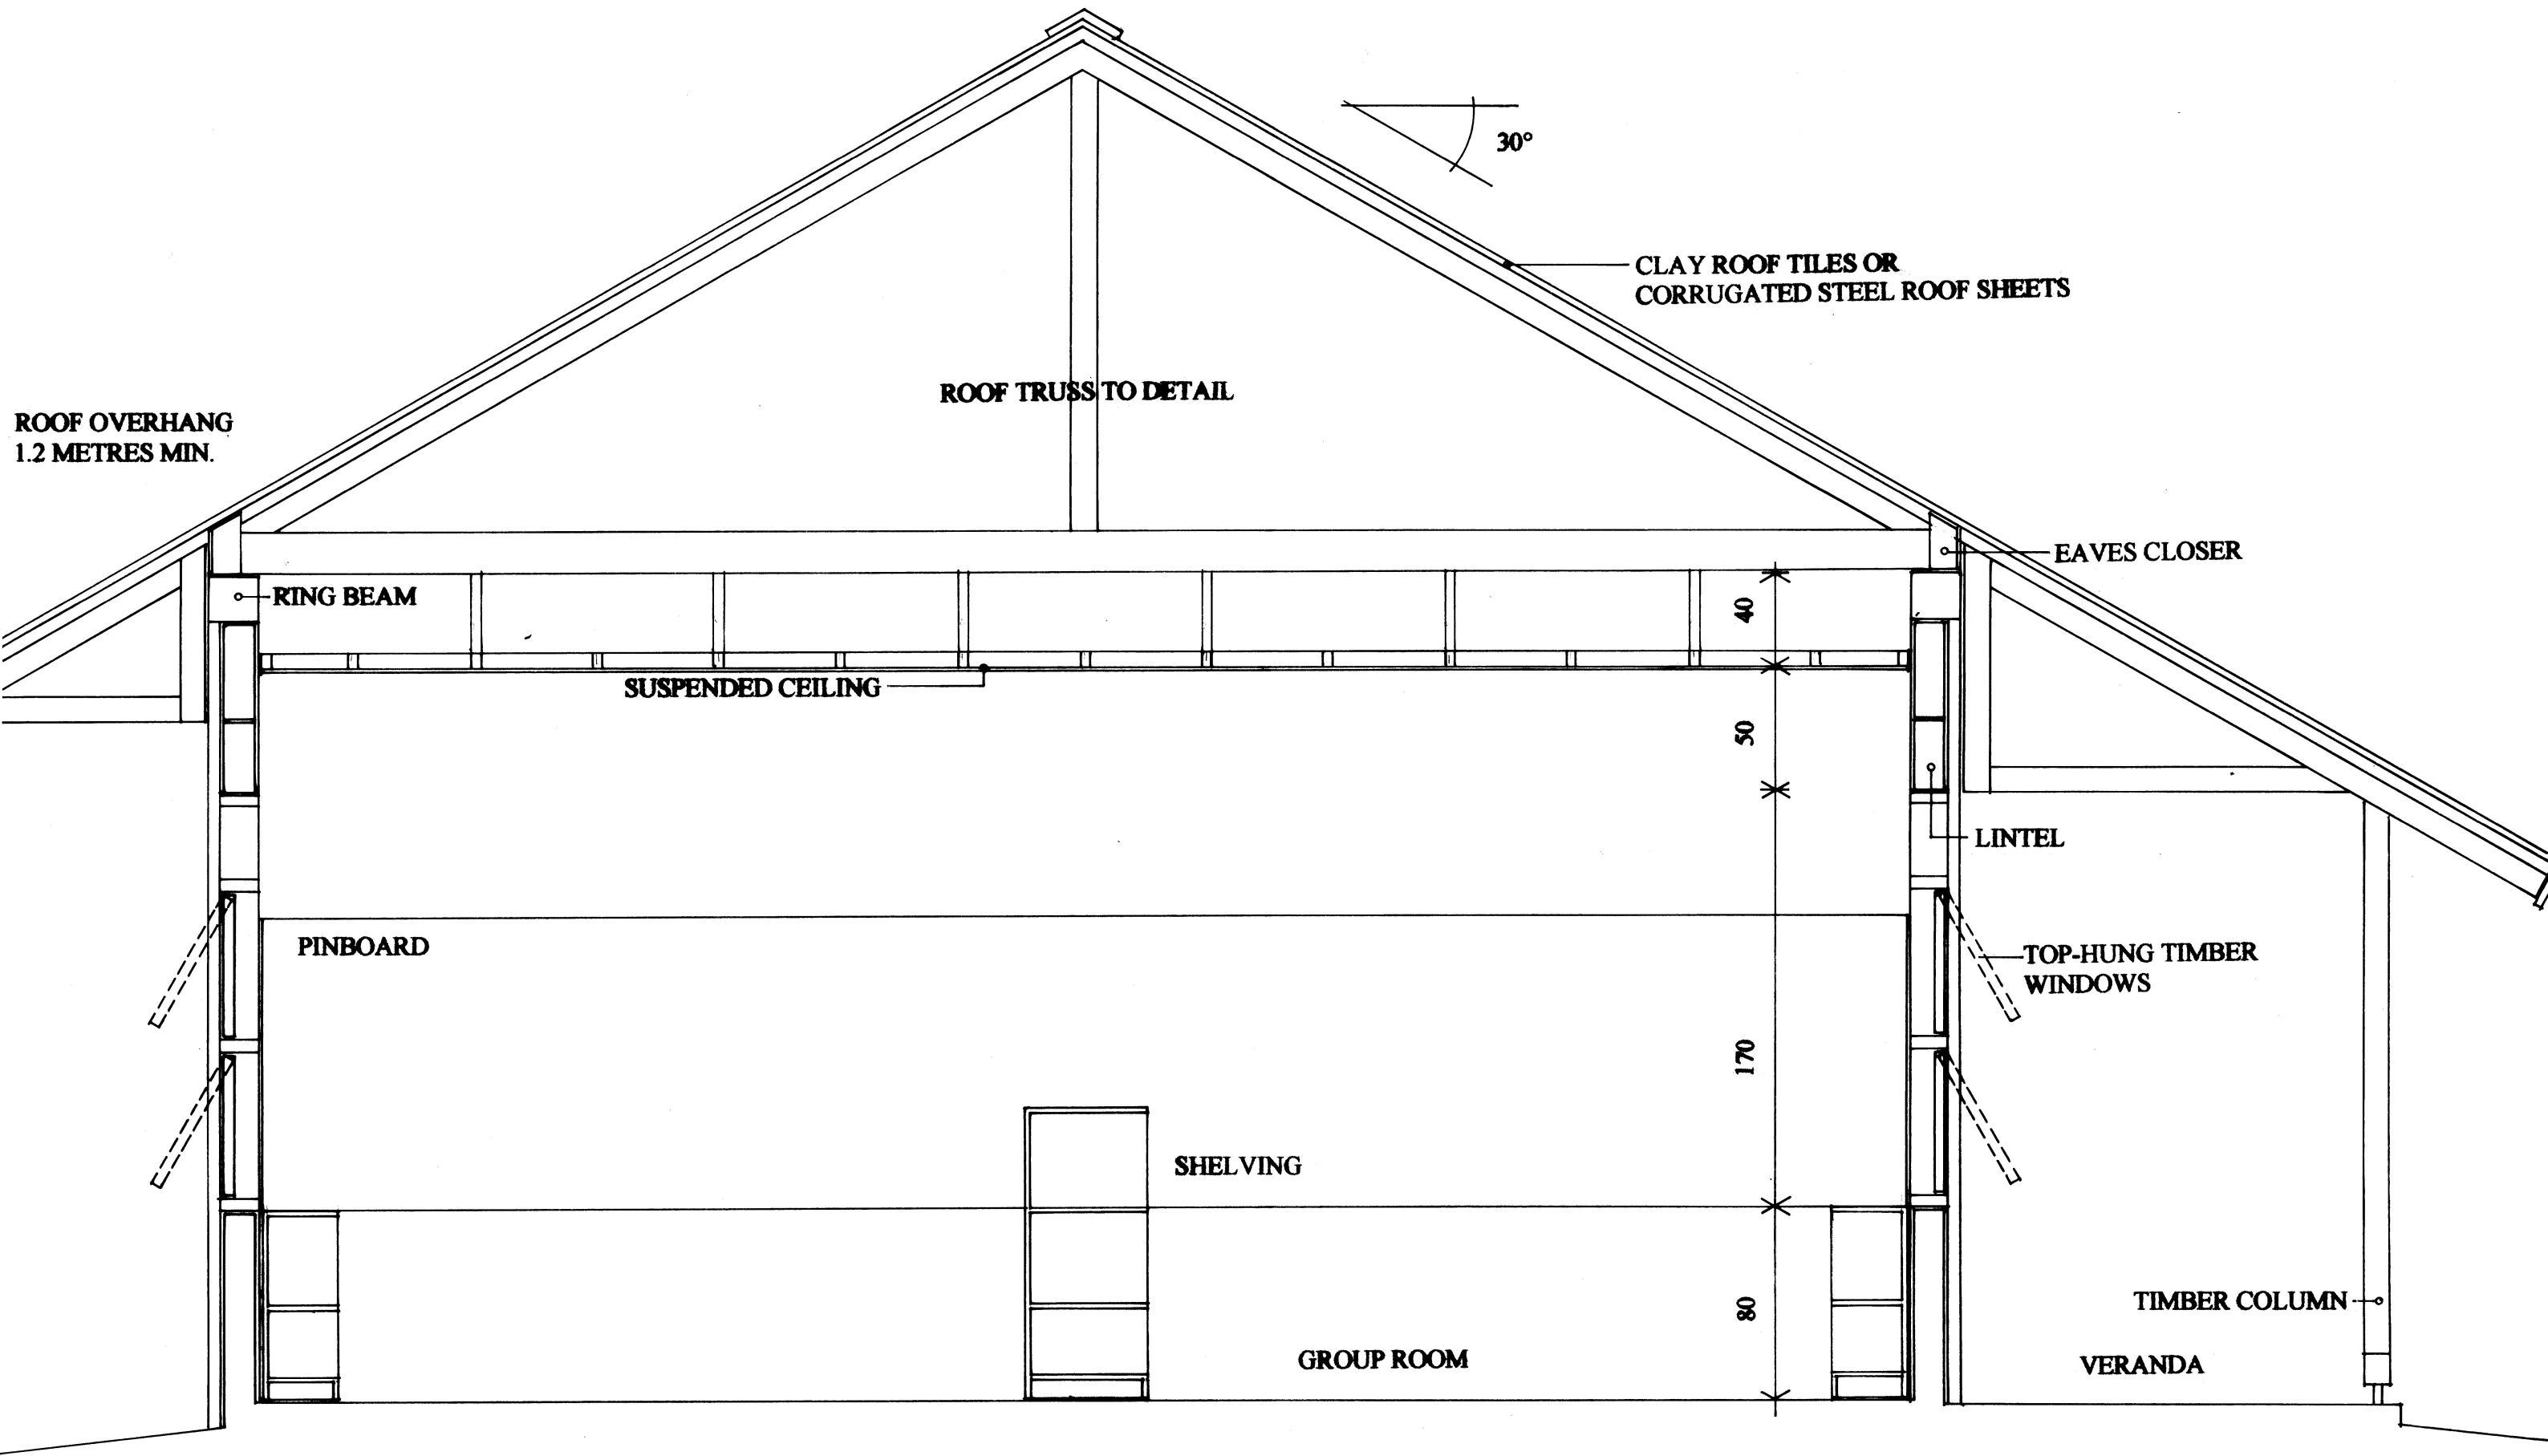 30°
CLAY ROOF TILES OR
CORRUGATED STEEL ROOF SHEETS
ROOF TRUSS TO DETAIL
ROOF OVERHANG
1.2 METRES MIN.
EAVES CLOSER
RING BEAM
40
SUSPENDED CEILING
50
LINTEL
PINBOARD
TOP-HUNG TIMBER
WINDOWS
170
SHELVING
80
TIMBER COLUMN
GROUP ROOM
VERANDA